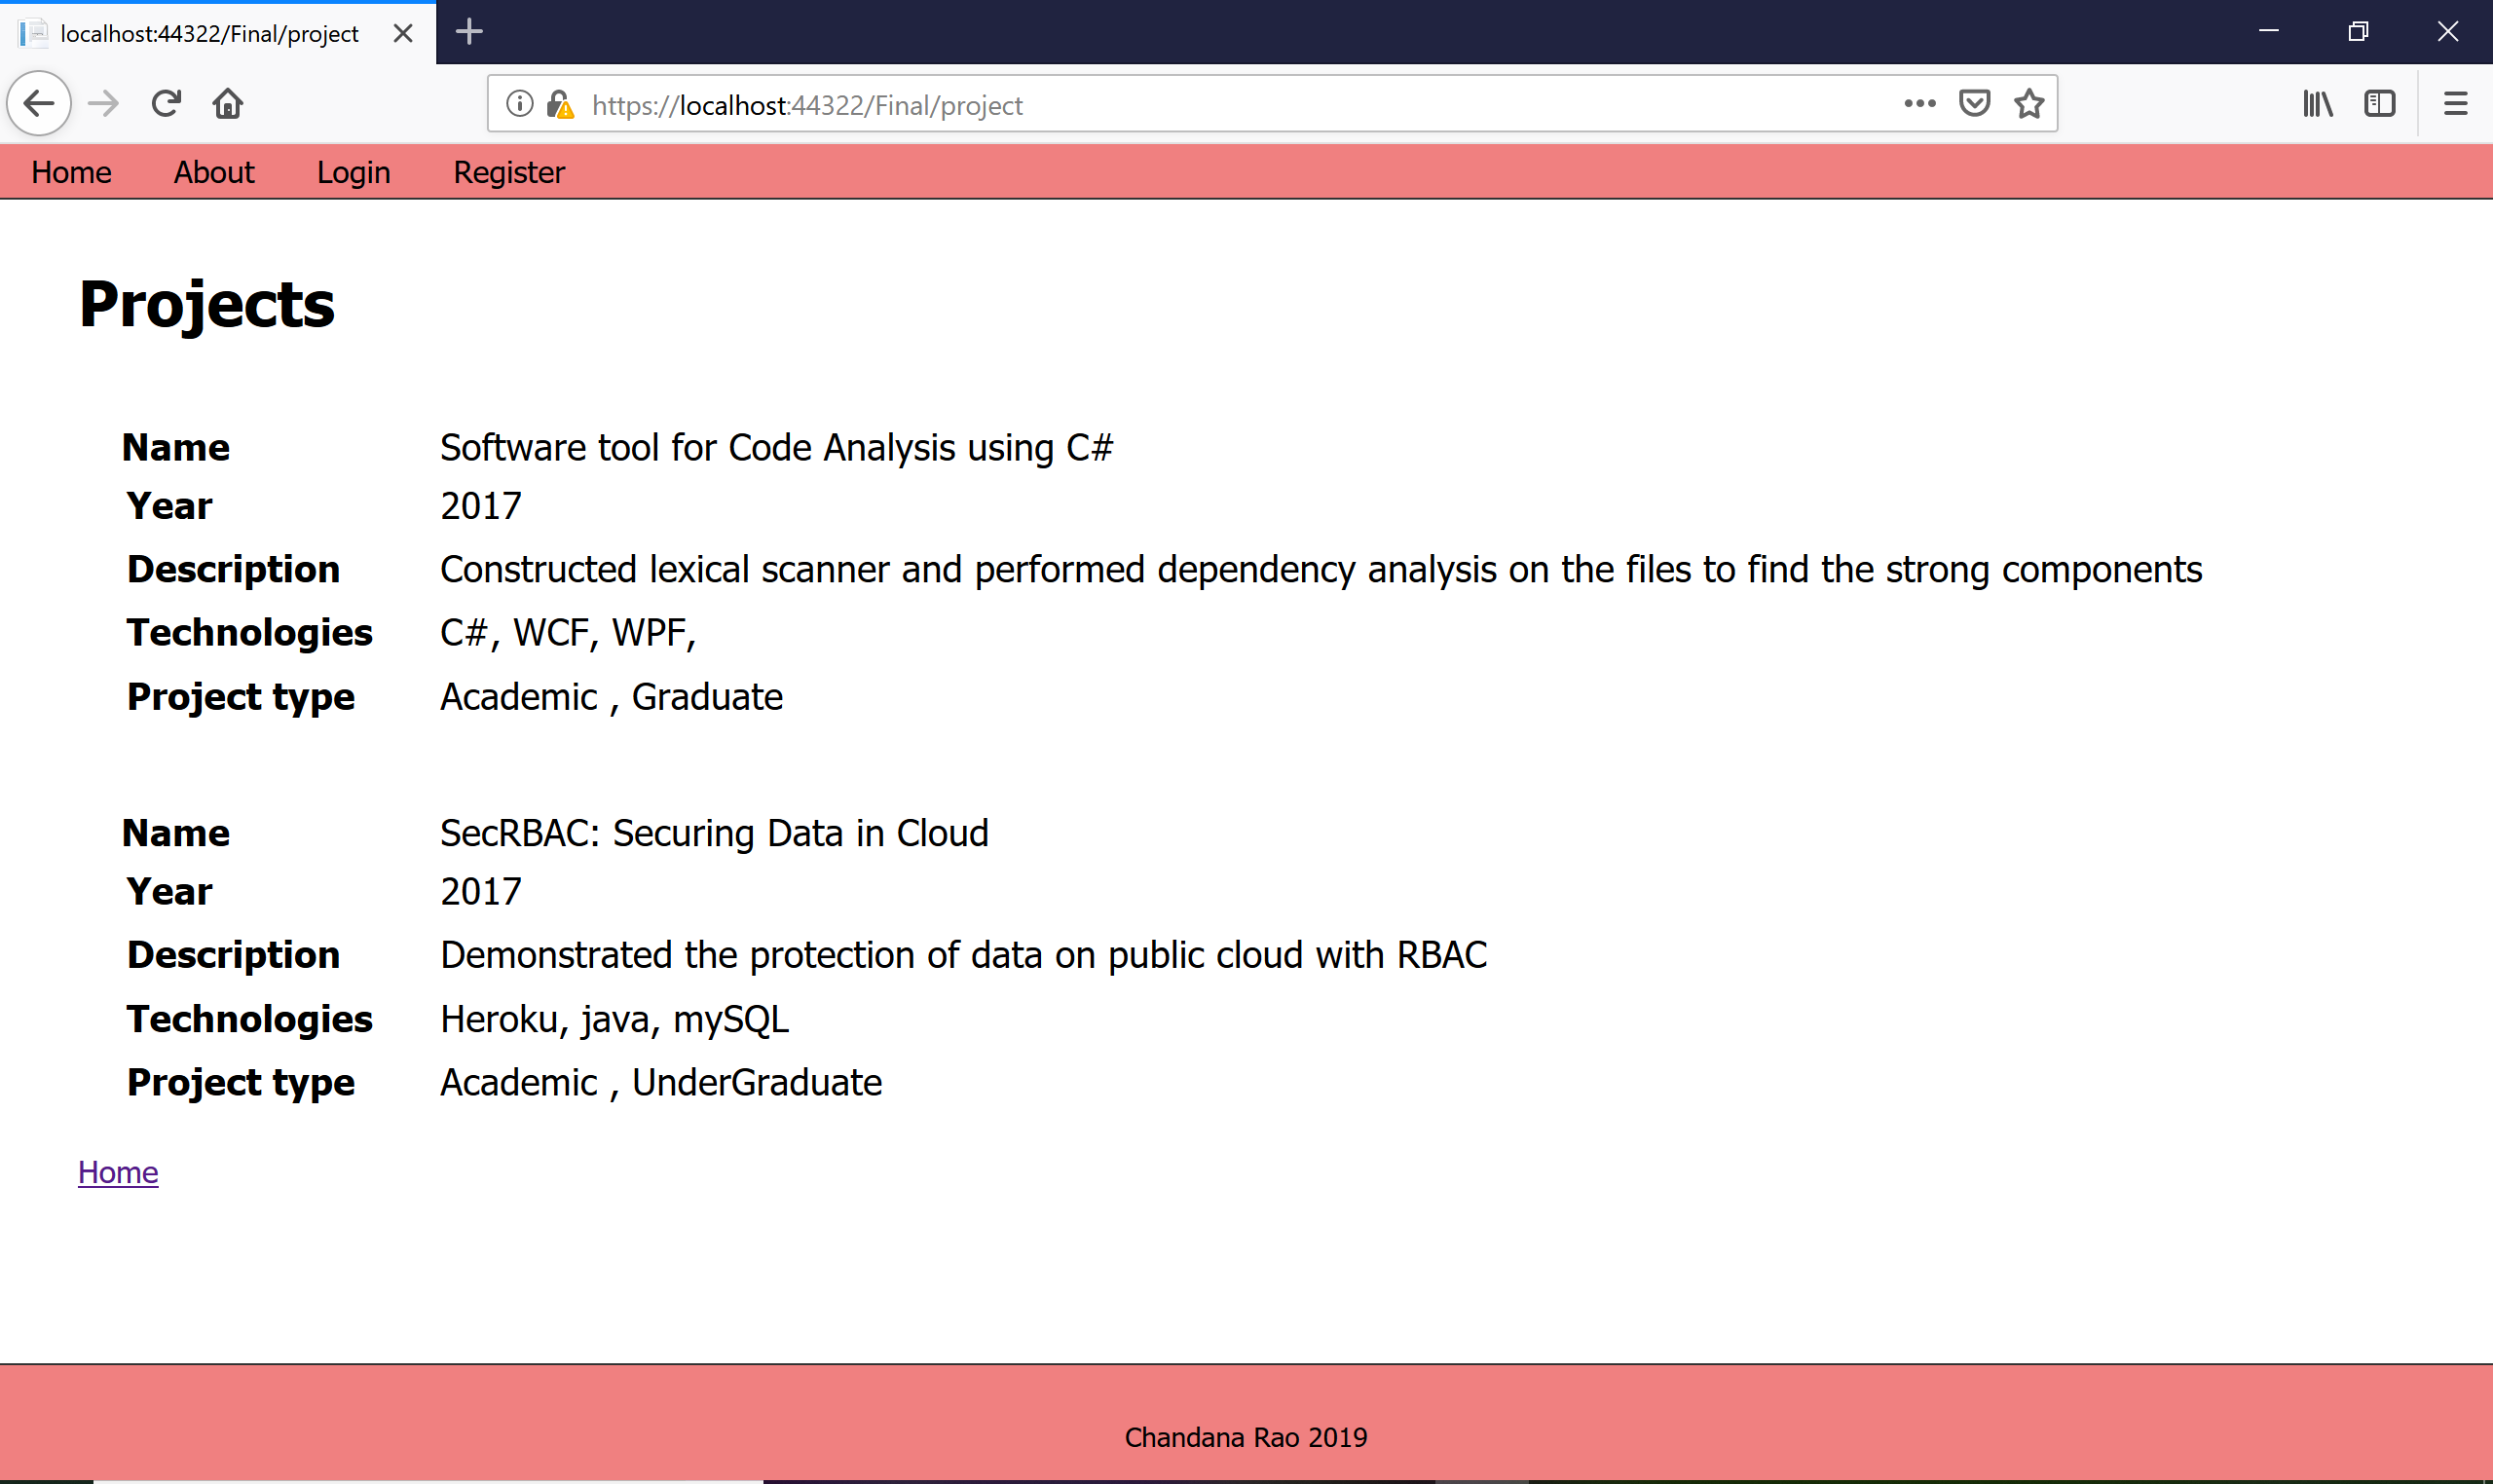 localhost:44322/Final/project
https://localhost:44322/Final/project
Home About Login Register
Projects
Name Software tool for Code Analysis using C#
Year 2017
Description Constructed lexical scanner and performed dependency analysis on the files to find the strong components
Technologies C#, WCF, WPF,
Project type Academic , Graduate
Name SecRBAC: Securing Data in Cloud
Year 2017
Description Demonstrated the protection of data on public cloud with RBAC
Technologies Heroku, java, mySQL
Project type Academic , UnderGraduate
Home
Chandana Rao 2019